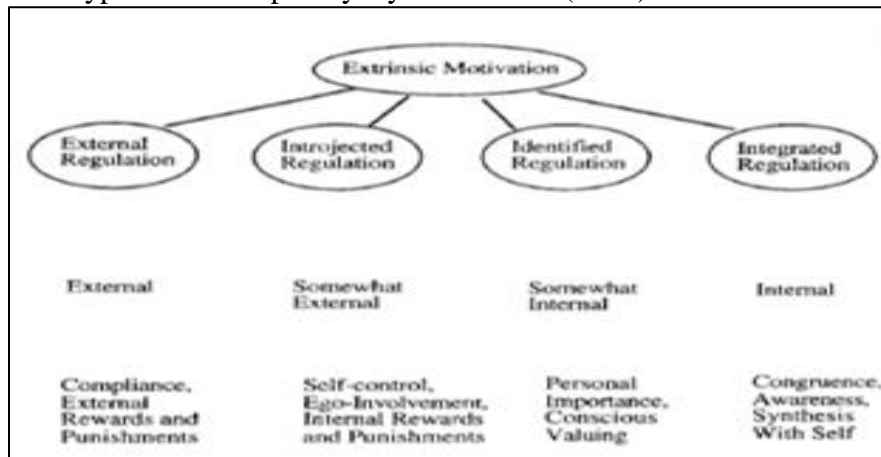 Extrinsic Motivation
External
Regulation
Introjected
Regulation
Identified
Regulation
Integrated
Regulation
External
Somewhat
External
Somewhat
Internal
Internal
Compliance,
External
Rewards and
Punishments
Self-control,
Ego-Involvement,
Internal Rewards
and Punishments
Personal
Importance,
Conscious
Valuing
Congruence,
Awareness,
Synthesis
With Self